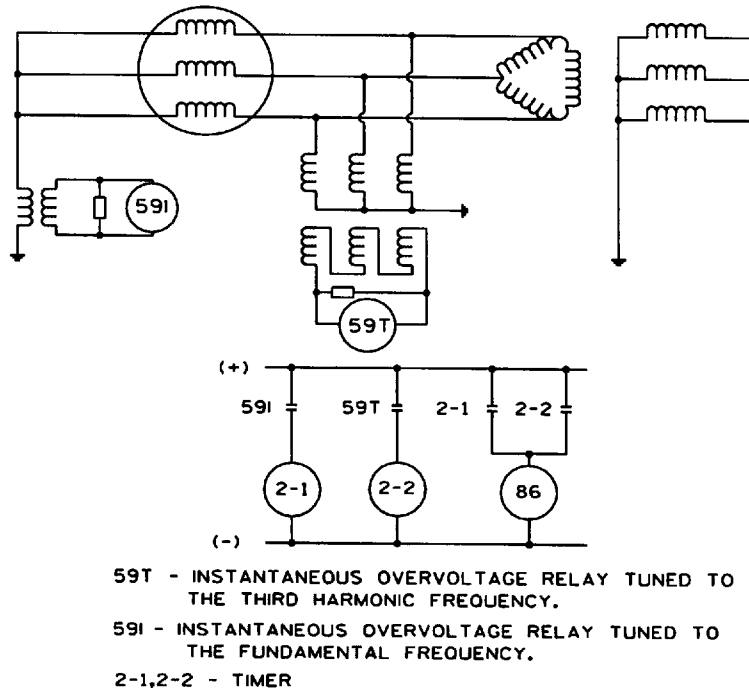 59I
59T
(+)
59I 59T 2-1 2-2
2-1 2-2 86
(-)
59T - INSTANTANEOUS OVERVOLTAGE RELAY TUNED TO
THE THIRD HARMONIC FREQUENCY.
59I - INSTANTANEOUS OVERVOLTAGE RELAY TUNED TO
THE FUNDAMENTAL FREQUENCY.
2-1,2-2 - TIMER